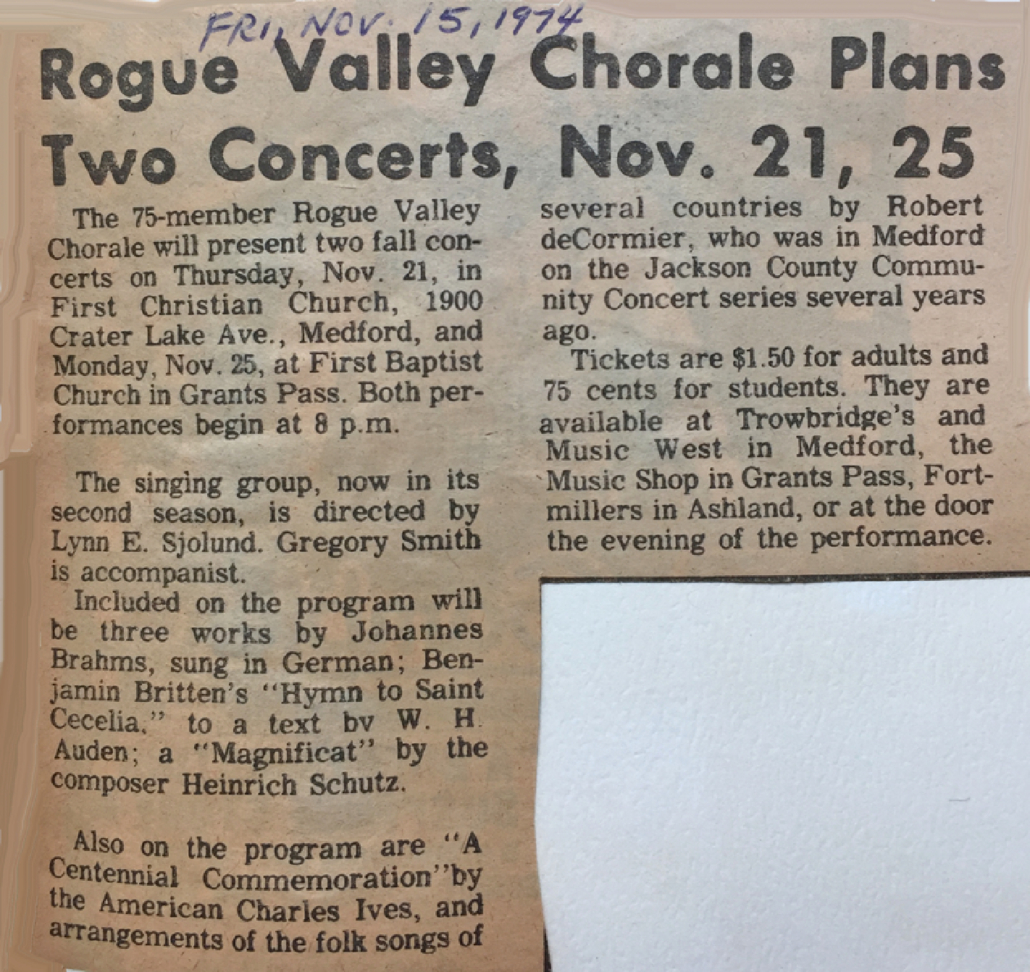 FRI, NOV. 15, 1974
Rogue Valley Chorale Plans
Two Concerts, Nov. 21, 25
The 75-member Rogue Valley
Chorale will present two fall con-
certs on Thursday, Nov. 21, in
First Christian Church, 1900
Crater Lake Ave., Medford, and
Monday, Nov. 25, at First Baptist
Church in Grants Pass. Both per-
formances begin at 8 p.m.
The singing group, now in its
second season, is directed by
Lynn E. Sjolund. Gregory Smith
is accompanist.
Included on the program will
be three works by Johannes
Brahms, sung in German; Ben-
jamin Britten's "Hymn to Saint
Cecelia," to a text by W. H.
Auden; a "Magnificat" by the
composer Heinrich Schutz.
Also on the program are "A
Centennial Commemoration"by
the American Charles Ives, and
arrangements of the folk songs of
several countries by Robert
deCormier, who was in Medford
on the Jackson County Commu-
nity Concert series several years
ago.
Tickets are $1.50 for adults and
75 cents for students. They are
available at Trowbridge's and
Music West in Medford, the
Music Shop in Grants Pass, Fort-
millers in Ashland, or at the door
the evening of the performance.